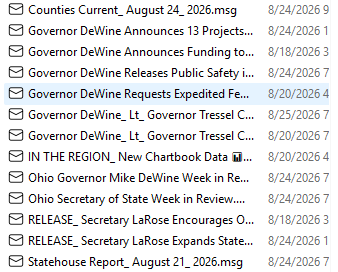 Counties Current_ August 24_ 2026.msg 8/24/2026 9
Governor DeWine Announces 13 Projects... 8/24/2026 1
Governor DeWine Announces Funding to... 8/18/2026 3
Governor DeWine Releases Public Safety i... 8/24/2026 7
Governor DeWine Requests Expedited Fe... 8/20/2026 4
Governor DeWine_ Lt_ Governor Tressel C... 8/25/2026 7
Governor DeWine_ Lt_ Governor Tressel C... 8/20/2026 7
IN THE REGION_ New Chartbook Data 📊... 8/20/2026 4
Ohio Governor Mike DeWine Week in Re... 8/24/2026 7
Ohio Secretary of State Week in Review.... 8/24/2026 7
RELEASE_ Secretary LaRose Encourages O... 8/18/2026 3
RELEASE_ Secretary LaRose Expands State... 8/24/2026 1
Statehouse Report_ August 21_ 2026.msg 8/24/2026 7